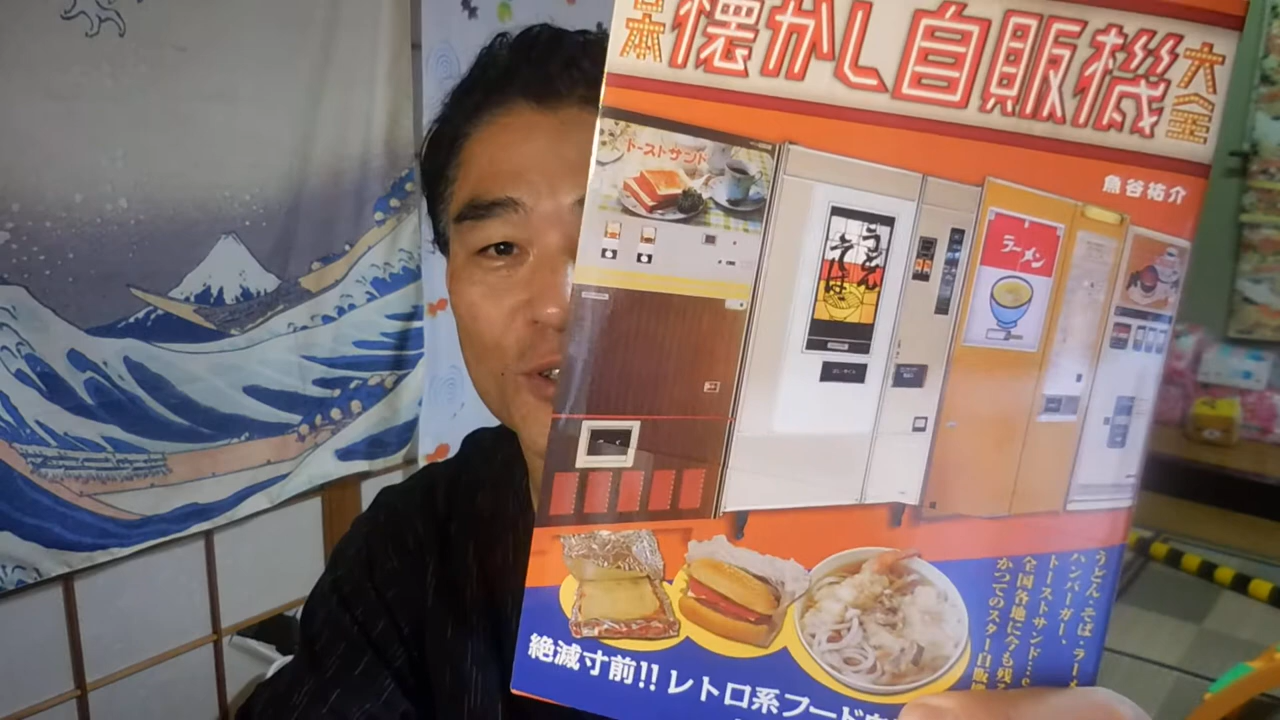 日本懐かし自販機大全
魚谷祐介
トーストサンド
うどん
そば
ラーメン
うどん・そば・ラーメ
ハンバーガー、
トーストサンド…e
全国各地に今も残る
かつてのスター自販機
絶滅寸前!!レトロ系フード自